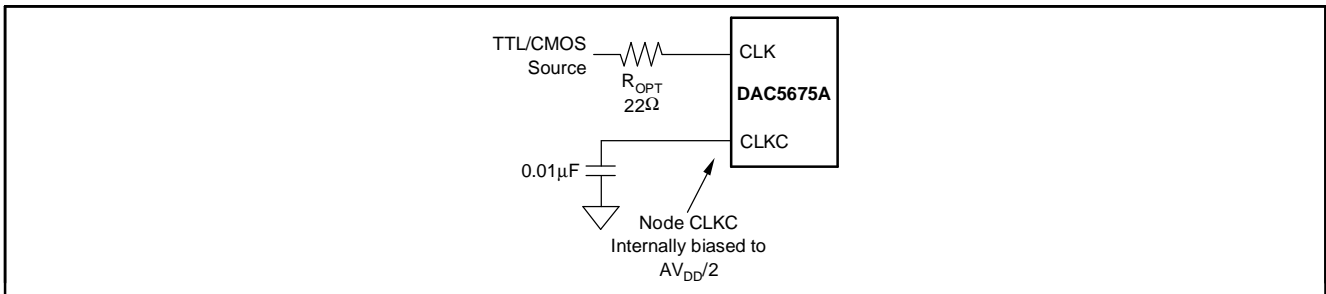 TTL/CMOS
Source
R_OPT
22Ω
CLK
DAC5675A
CLKC
0.01µF
Node CLKC
Internally biased to
AV_DD/2